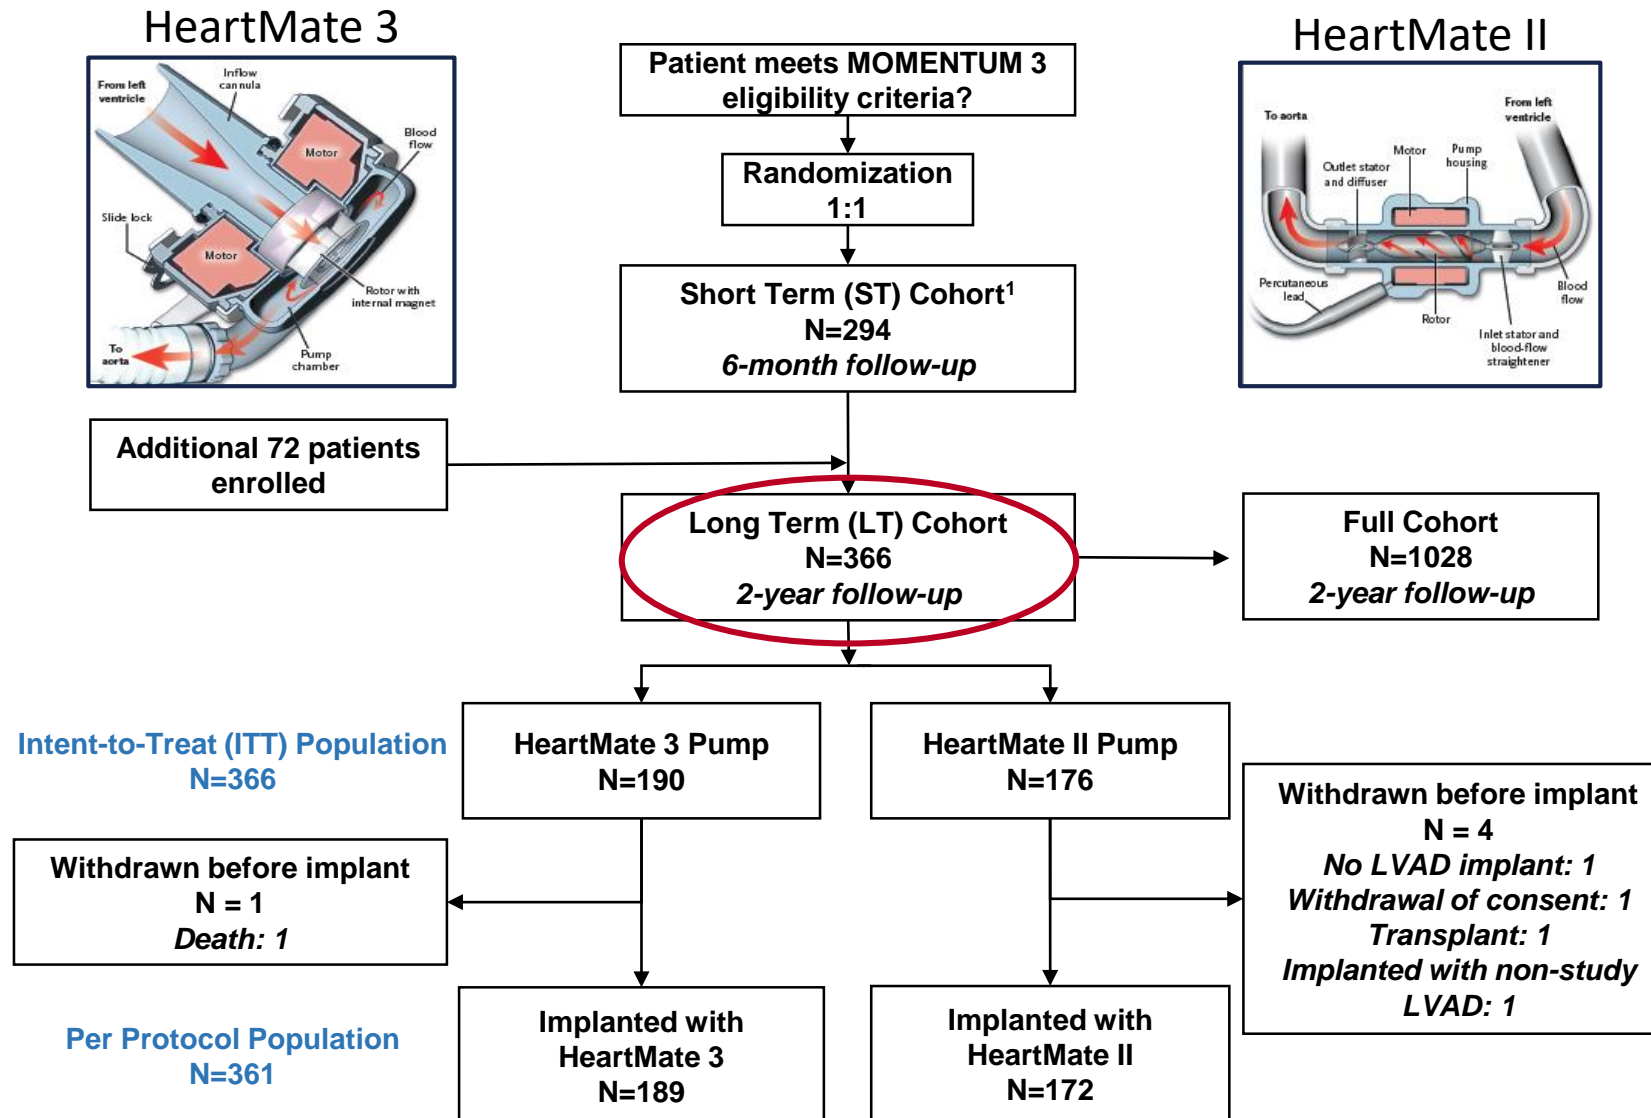 HeartMate 3
HeartMate II
Inflow
cannula
From left
ventricle
Blood
flow
Motor
Slide lock
Motor
Rotor with
internal magnet
To
aorta
Pump
chamber
Patient meets MOMENTUM 3
eligibility criteria?
Randomization
1:1
Short Term (ST) Cohort¹
N=294
6-month follow-up
To aorta
From left
ventricle
Motor
Pump
housing
Outlet stator
and diffuser
Percutaneous
lead
Rotor
Blood
flow
Inlet stator and
blood-flow
straightener
Additional 72 patients
enrolled
Long Term (LT) Cohort
N=366
2-year follow-up
Full Cohort
N=1028
2-year follow-up
Intent-to-Treat (ITT) Population
N=366
HeartMate 3 Pump
N=190
HeartMate II Pump
N=176
Withdrawn before implant
N = 1
Death: 1
Withdrawn before implant
N = 4
No LVAD implant: 1
Withdrawal of consent: 1
Transplant: 1
Implanted with non-study
LVAD: 1
Per Protocol Population
N=361
Implanted with
HeartMate 3
N=189
Implanted with
HeartMate II
N=172